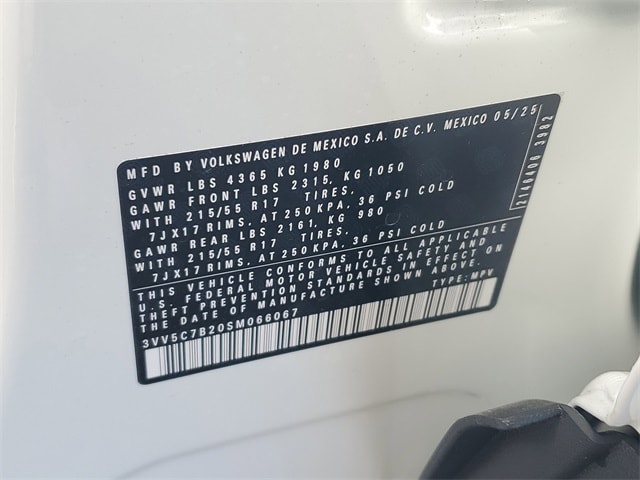 MFD BY VOLKSWAGEN DE MEXICO S.A. DE C.V. MEXICO 05/25
GVWR LBS 4365 KG 1980
GAWR FRONT LBS 2315, KG 1050
WITH 215/55 R17 TIRES,
7JX17 RIMS, AT 250 KPA, 36 PSI COLD
GAWR REAR LBS 2161, KG 980
WITH 215/55 R17 TIRES,
7JX17 RIMS, AT 250KPA, 36 PSI COLD
THIS VEHICLE CONFORMS TO ALL APPLICABLE
U.S. FEDERAL MOTOR VEHICLE SAFETY AND
THEFT PREVENTION STANDARDS IN EFFECT ON
THE DATE OF MANUFACTURE SHOWN ABOVE.
3VV5C7B20SM066067 TYPE: MPV
2146406 3982